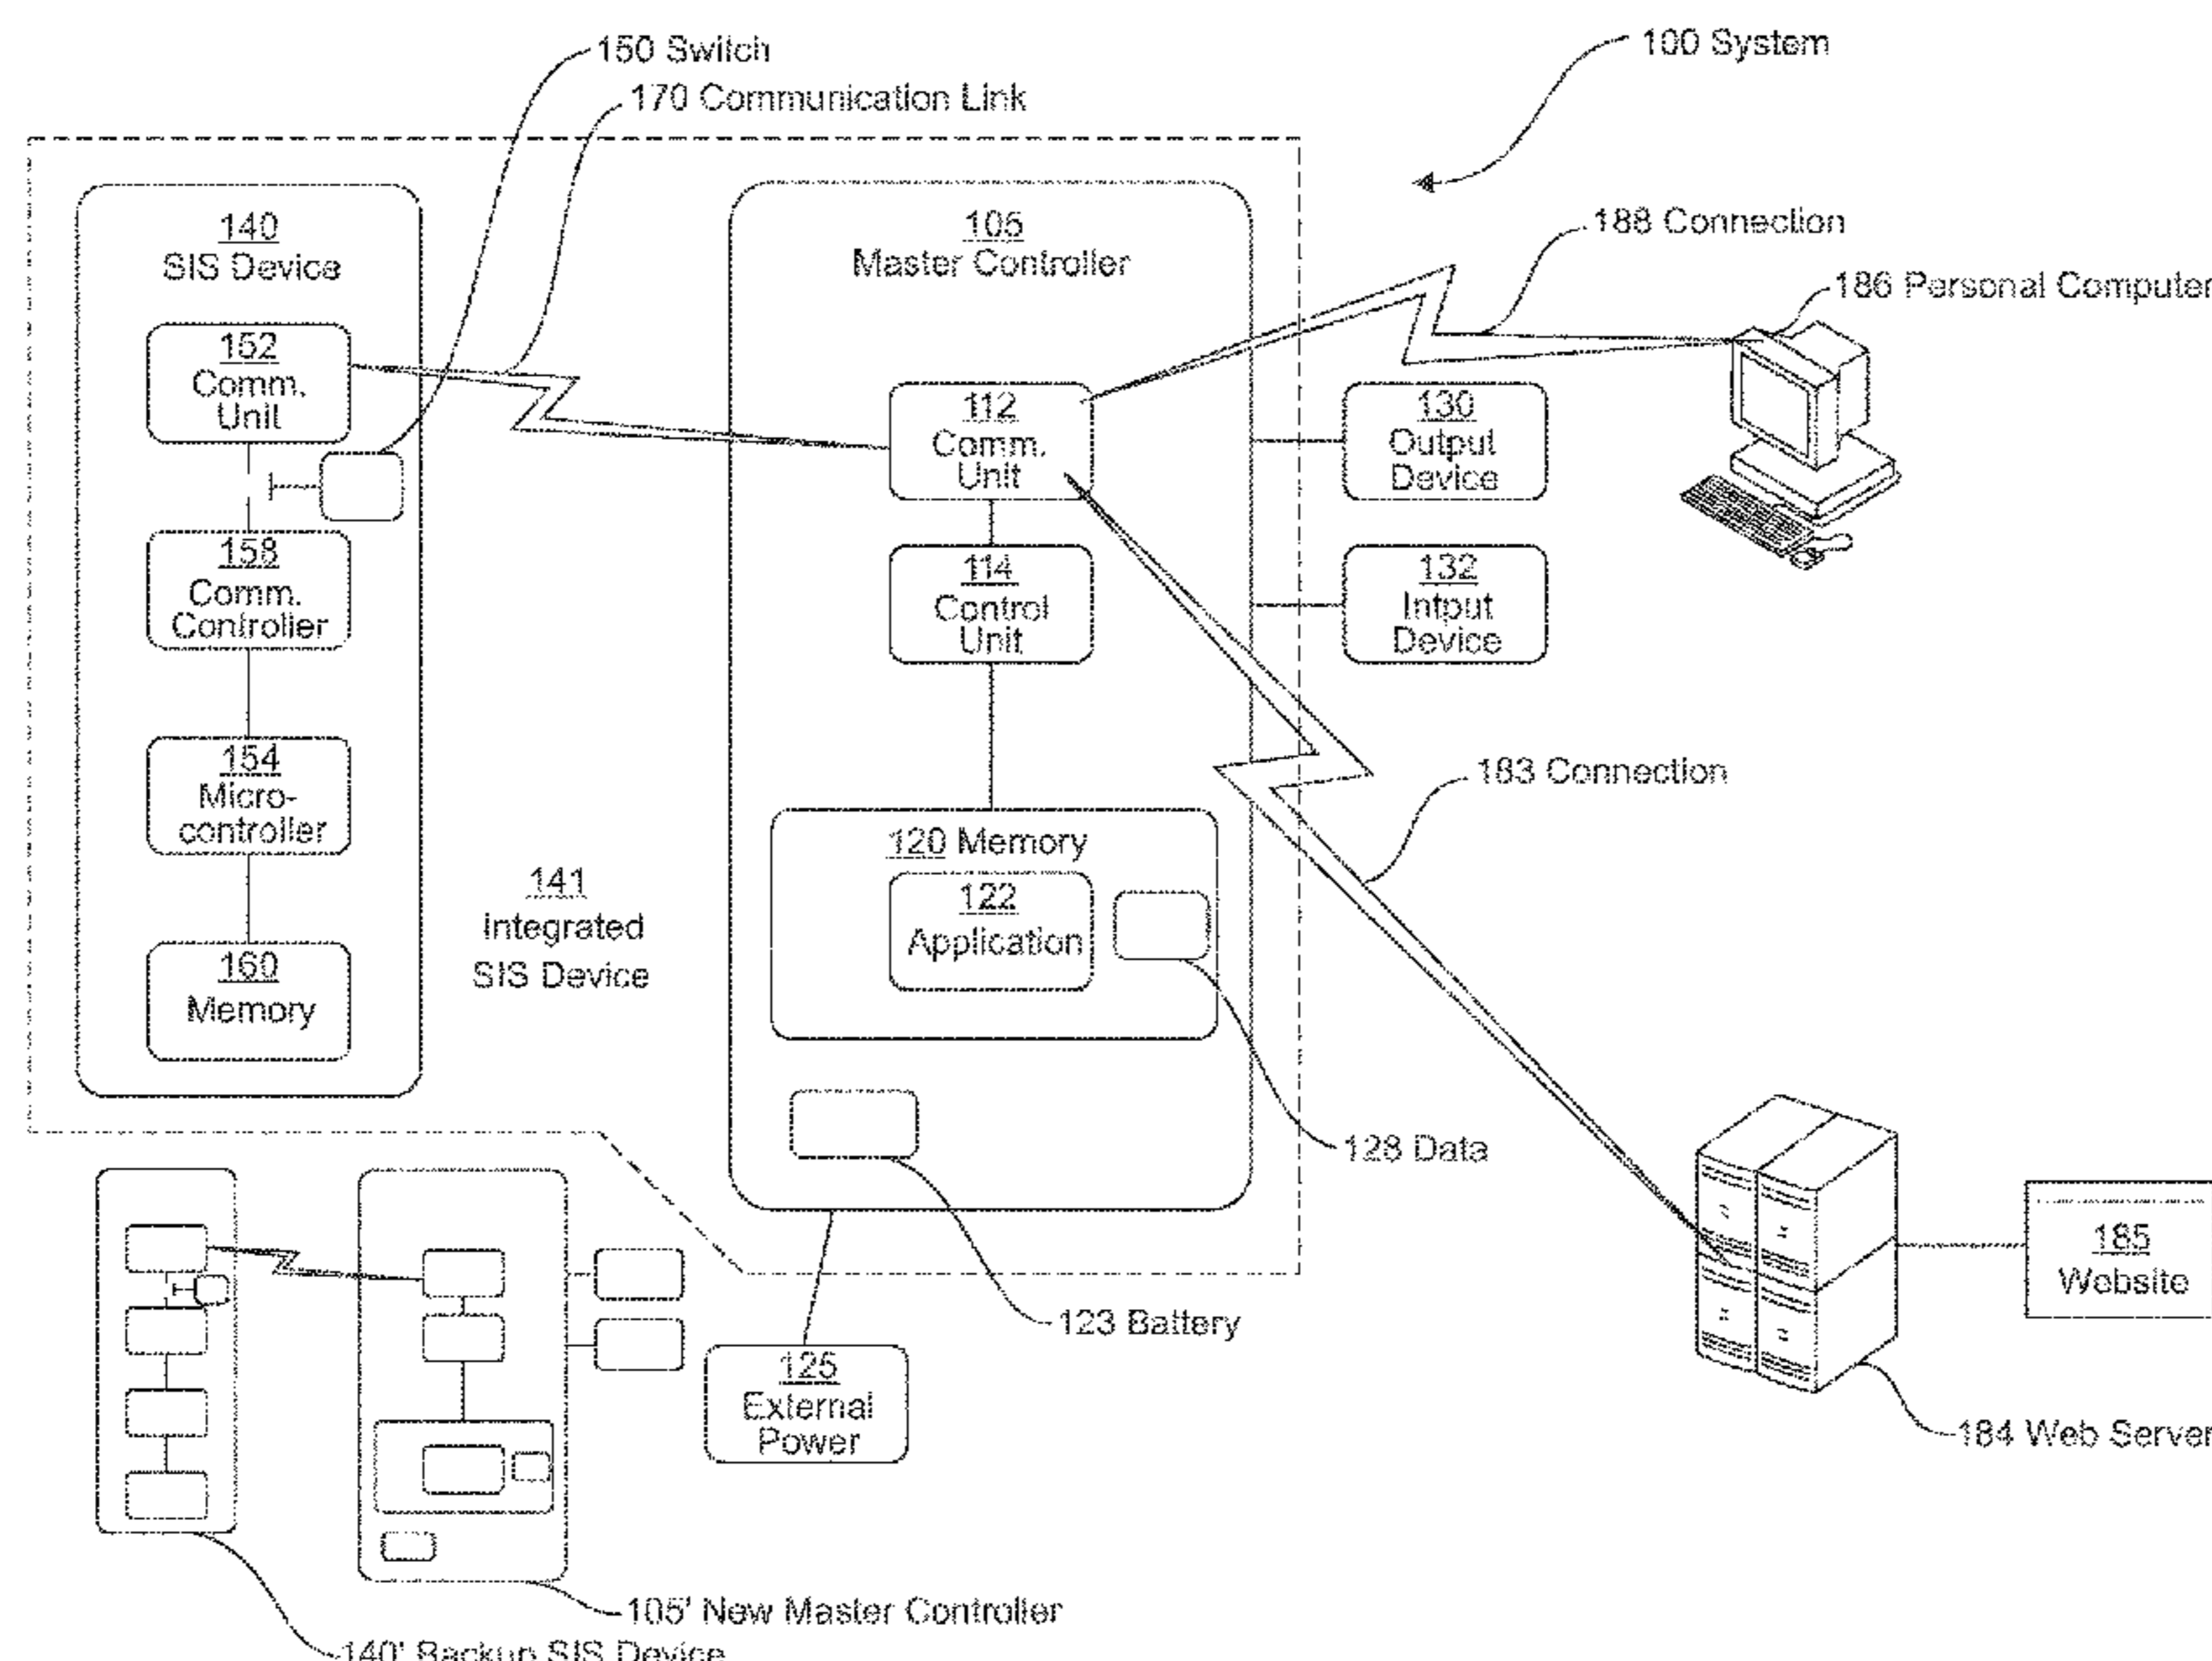 150 Switch
170 Communication Link
100 System
188 Connection
186 Personal Computer
140
SIS Device
105
Master Controller
152
Comm.
Unit
112
Comm.
Unit
130
Output
Device
158
Comm.
Controller
114
Control
Unit
132
Intput
Device
154
Micro-
controller
183 Connection
120 Memory
122
Application
141
Integrated
SIS Device
160
Memory
128 Data
123 Battery
125
External
Power
185
Website
184 Web Server
105' New Master Controller
140' Backup SIS Device